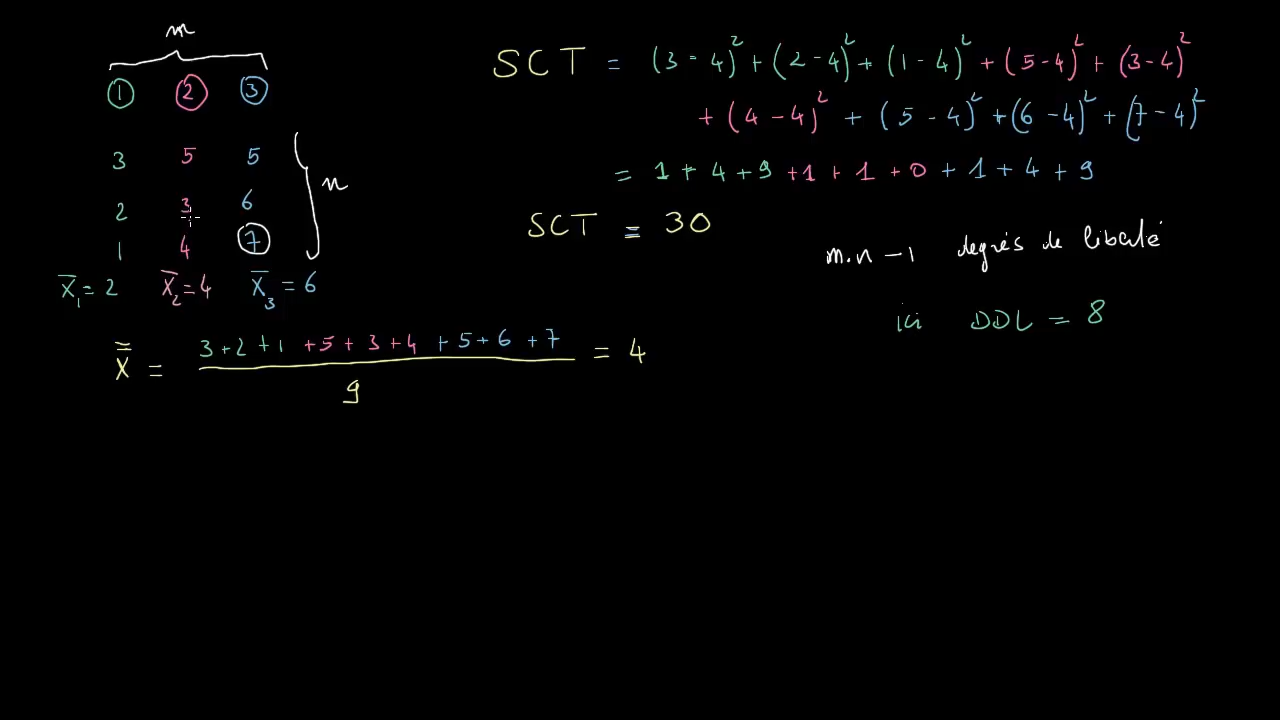 m
① ② ③
3 5 5
2 3 6
1 4 ⑦
n
X̄₁ = 2 X̄₂ = 4 X̄₃ = 6
X̿ = (3+2+1+5+3+4+5+6+7)/9 = 4
SCT = (3-4)² + (2-4)² + (1-4)² + (5-4)² + (3-4)²
+ (4-4)² + (5-4)² + (6-4)² + (7-4)²
= 1 + 4 + 9 + 1 + 1 + 0 + 1 + 4 + 9
SCT = 30
m.n - 1 degrés de liberté
ici DDL = 8